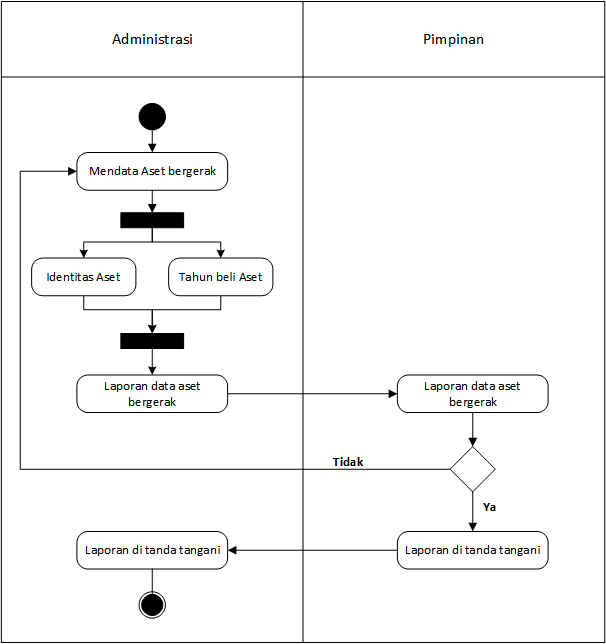 Administrasi
Pimpinan
Mendata Aset bergerak
Identitas Aset
Tahun beli Aset
Laporan data aset
bergerak
Laporan data aset
bergerak
Tidak
Ya
Laporan di tanda tangani
Laporan di tanda tangani